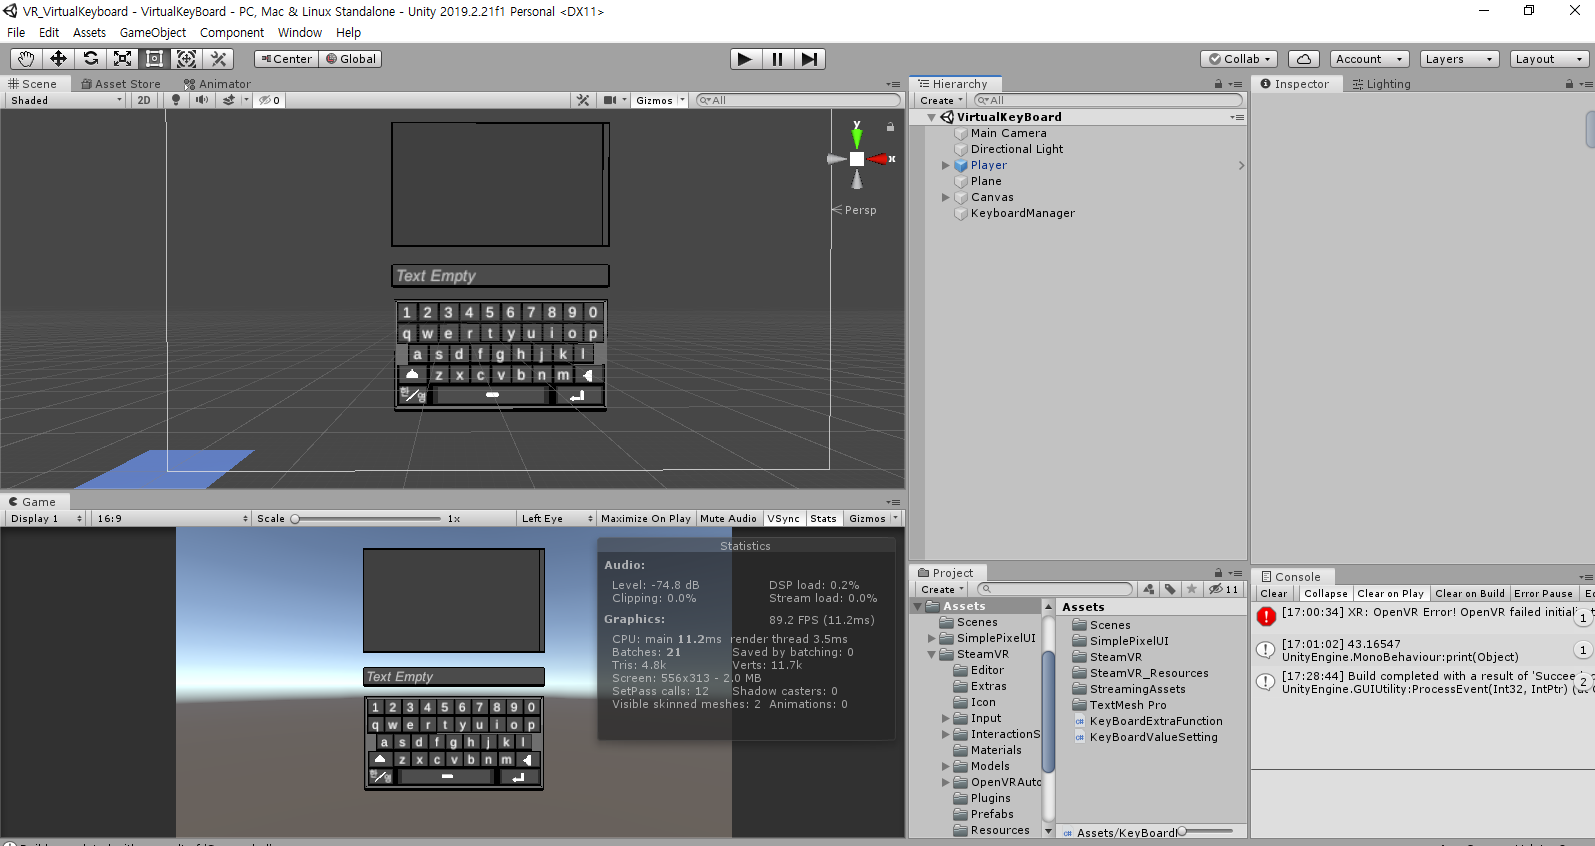 VR_VirtualKeyboard - VirtualKeyBoard - PC, Mac & Linux Standalone - Unity 2019.2.21f1 Personal <DX11>
File Edit Assets GameObject Component Window Help
Center Global Collab Account Layers Layout
Scene Asset Store Animator
Shaded 2D 0 Gizmos All
y
x
Persp
Text Empty
1 2 3 4 5 6 7 8 9 0
q w e r t y u i o p
a s d f g h j k l
z x c v b n m
한/영
Game
Display 1 16:9 Scale 1x Left Eye Maximize On Play Mute Audio VSync Stats Gizmos
Text Empty
1 2 3 4 5 6 7 8 9 0
q w e r t y u i o p
a s d f g h j k l
z x c v b n m
한/영
Statistics
Audio:
Level: -74.8 dB DSP load: 0.2%
Clipping: 0.0% Stream load: 0.0%
Graphics: 89.2 FPS (11.2ms)
CPU: main 11.2ms render thread 3.5ms
Batches: 21 Saved by batching: 0
Tris: 4.8k Verts: 11.7k
Screen: 556x313 - 2.0 MB
SetPass calls: 12 Shadow casters: 0
Visible skinned meshes: 2 Animations: 0
Hierarchy
Create All
VirtualKeyBoard
Main Camera
Directional Light
Player
Plane
Canvas
KeyboardManager
Inspector Lighting
Project
Create 11
Assets
Scenes
SimplePixelUI
SteamVR
Editor
Extras
Icon
Input
InteractionS
Materials
Models
OpenVRAuto
Plugins
Prefabs
Resources
Assets
Scenes
SimplePixelUI
SteamVR
SteamVR_Resources
StreamingAssets
TextMesh Pro
KeyBoardExtraFunction
KeyBoardValueSetting
Assets/KeyBoardI
Console
Clear Collapse Clear on Play Clear on Build Error Pause
[17:00:34] XR: OpenVR Error! OpenVR failed initiali 1
[17:01:02] 43.16547 1
UnityEngine.MonoBehaviour:print(Object)
[17:28:44] Build completed with a result of 'Succee 2
UnityEngine.GUIUtility:ProcessEvent(Int32, IntPtr)